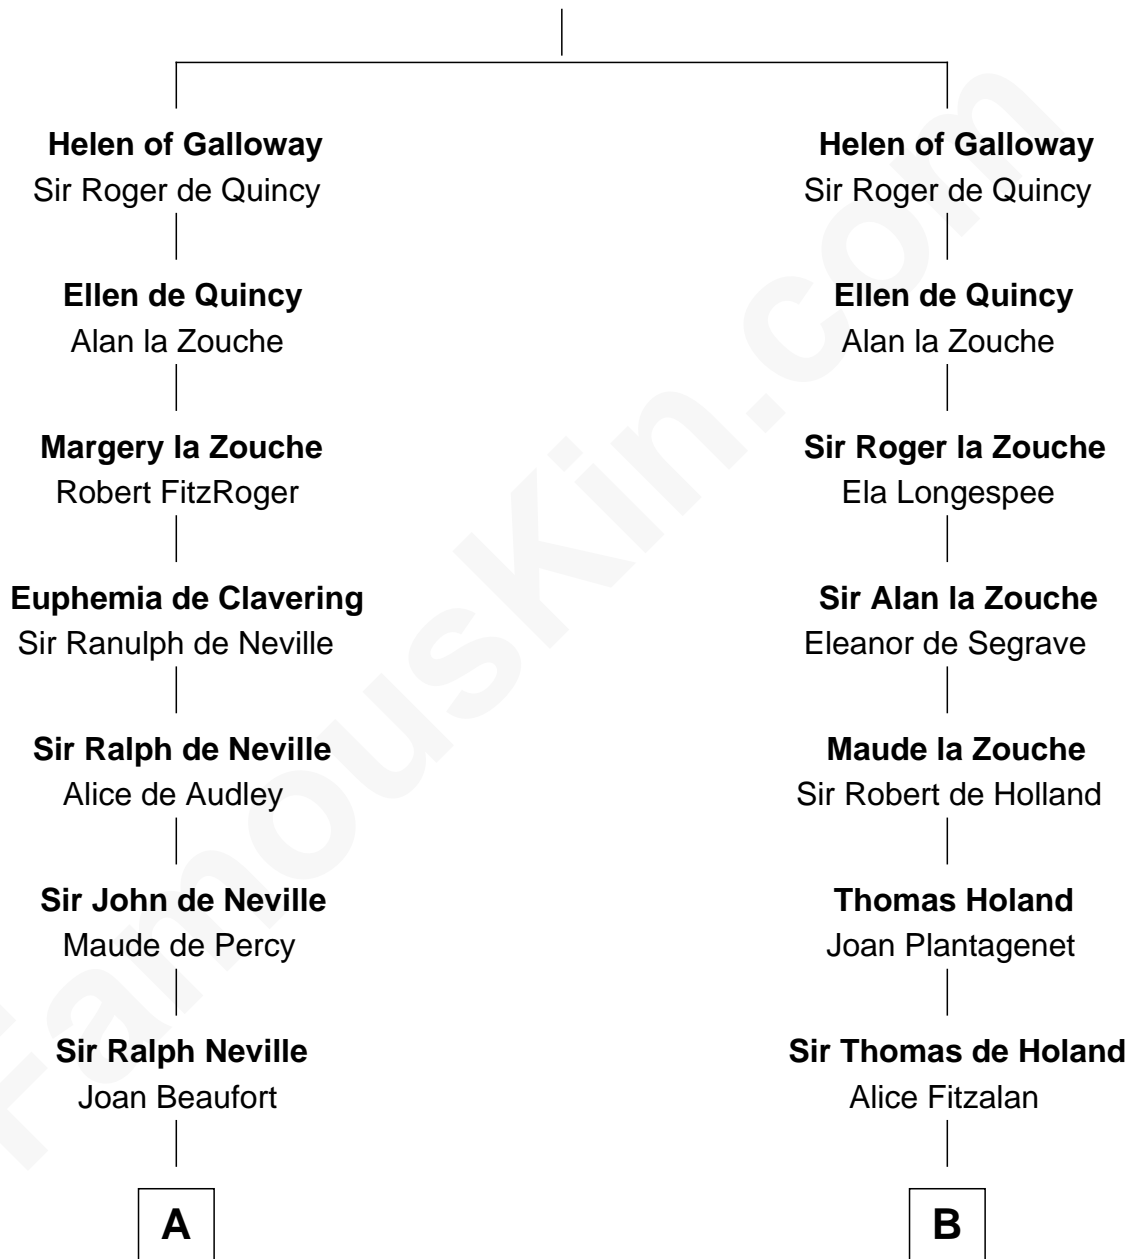 Helen of Galloway
Sir Roger de Quincy
Ellen de Quincy
Alan la Zouche
Margery la Zouche
Robert FitzRoger
Euphemia de Clavering
Sir Ranulph de Neville
Sir Ralph de Neville
Alice de Audley
Sir John de Neville
Maude de Percy
Sir Ralph Neville
Joan Beaufort
A
Helen of Galloway
Sir Roger de Quincy
Ellen de Quincy
Alan la Zouche
Sir Roger la Zouche
Ela Longespee
Sir Alan la Zouche
Eleanor de Segrave
Maude la Zouche
Sir Robert de Holland
Thomas Holand
Joan Plantagenet
Sir Thomas de Holand
Alice Fitzalan
B
FamousKin.com